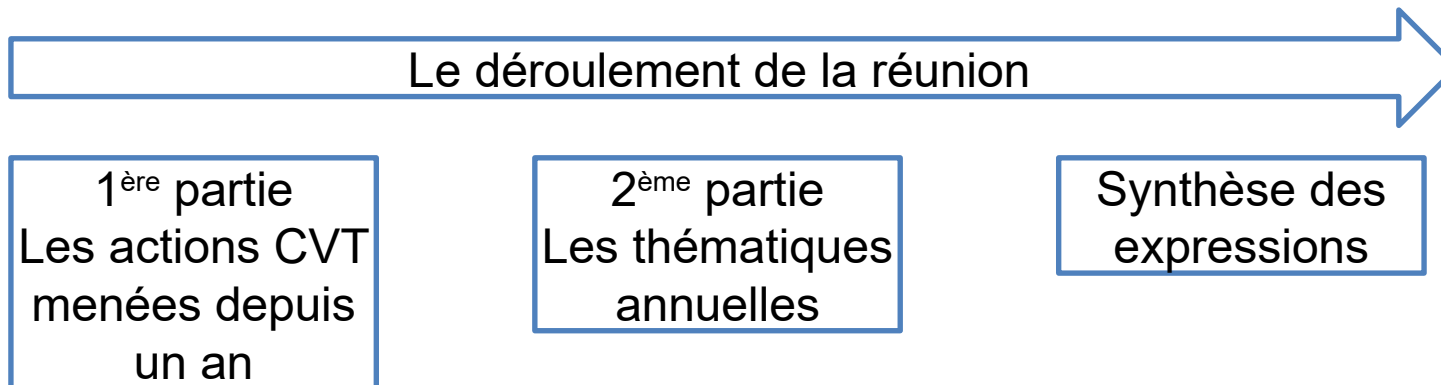 Le déroulement de la réunion
1ère partie
Les actions CVT
menées depuis
un an
2ème partie
Les thématiques
annuelles
Synthèse des
expressions